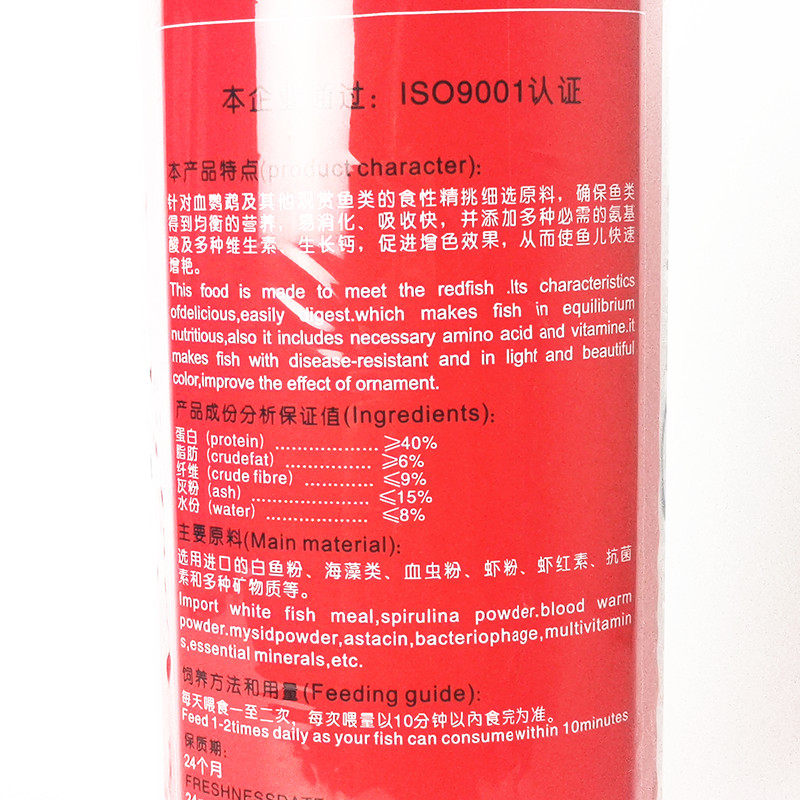 本企业通过：ISO9001认证
本产品特点(product character):
针对血鹦鹉及其他观赏鱼类的食性精挑细选原料，确保鱼类
得到均衡的营养，易消化、吸收快，并添加多种必需的氨基
酸及多种维生素、生长钙，促进增色效果，从而使鱼儿快速
增艳。
This food is made to meet the redfish .Its characteristics
ofdelicious,easily digest.which makes fish in equilibrium
nutritious,also it includes necessary amino acid and vitamine.it
makes fish with disease-resistant and in light and beautiful
color,improve the effect of ornament.
产品成份分析保证值(Ingredients):
蛋白 (protein) ........................ ≥40%
脂肪 (crudefat) .................... ≥6%
纤维 (crude fibre) ................ ≤9%
灰粉 (ash) ........................... ≤15%
水份 (water) ....................... ≤8%
主要原料(Main material):
选用进口的白鱼粉、海藻类、血虫粉、虾粉、虾红素、抗菌
素和多种矿物质等。
Import white fish meal,spirulina powder.blood warm
powder.mysidpowder,astacin,bacteriophage,multivitamin
s,essential minerals,etc.
饲养方法和用量(Feeding guide):
每天喂食一至二次，每次喂量以10分钟以内食完为准。
Feed 1-2times daily as your fish can consumewithin 10minutes
保质期:
24个月
FRESHNESSDATE